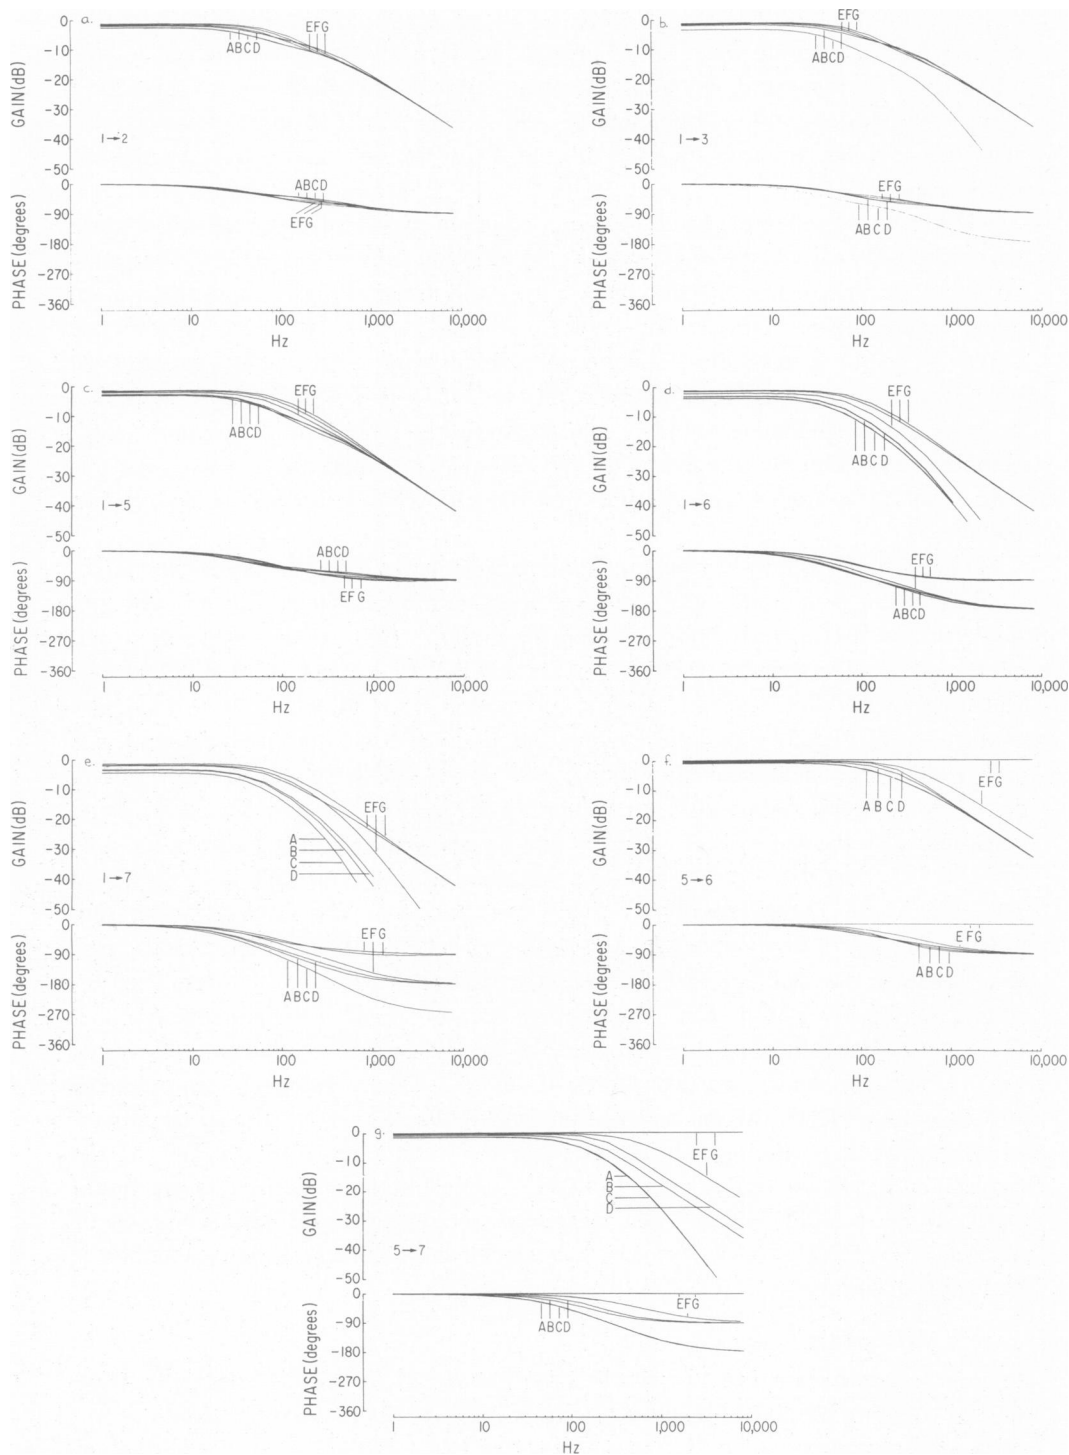 a.
GAIN(dB)
0
-10
-20
-30
-40
-50
ABCD
EFG
1→2
PHASE(degrees)
0
-90
-180
-270
-360
ABCD
EFG
1 10 100 1,000 10,000
Hz
b.
GAIN(dB)
0
-10
-20
-30
-40
-50
EFG
ABCD
1→3
PHASE(degrees)
0
-90
-180
-270
-360
EFG
AB C D
1 10 100 1,000 10,000
Hz
c.
GAIN(dB)
0
-10
-20
-30
-40
-50
EFG
ABCD
1→5
PHASE(degrees)
0
-90
-180
-270
-360
ABCD
EFG
1 10 100 1,000 10,000
Hz
d.
GAIN(dB)
0
-10
-20
-30
-40
-50
EFG
ABC D
1→6
PHASE(degrees)
0
-90
-180
-270
-360
EFG
ABCD
1 10 100 1,000 10,000
Hz
e.
GAIN(dB)
0
-10
-20
-30
-40
-50
EFG
A
B
C
D
1→7
PHASE(degrees)
0
-90
-180
-270
-360
EFG
ABCD
1 10 100 1,000 10,000
Hz
f.
GAIN(dB)
0
-10
-20
-30
-40
-50
EFG
A B C D
5→6
PHASE(degrees)
0
-90
-180
-270
-360
EFG
ABCD
1 10 100 1,000 10,000
Hz
g.
GAIN(dB)
0
-10
-20
-30
-40
-50
EFG
A
B
C
D
5→7
PHASE(degrees)
0
-90
-180
-270
-360
EFG
ABCD
1 10 100 1,000 10,000
Hz